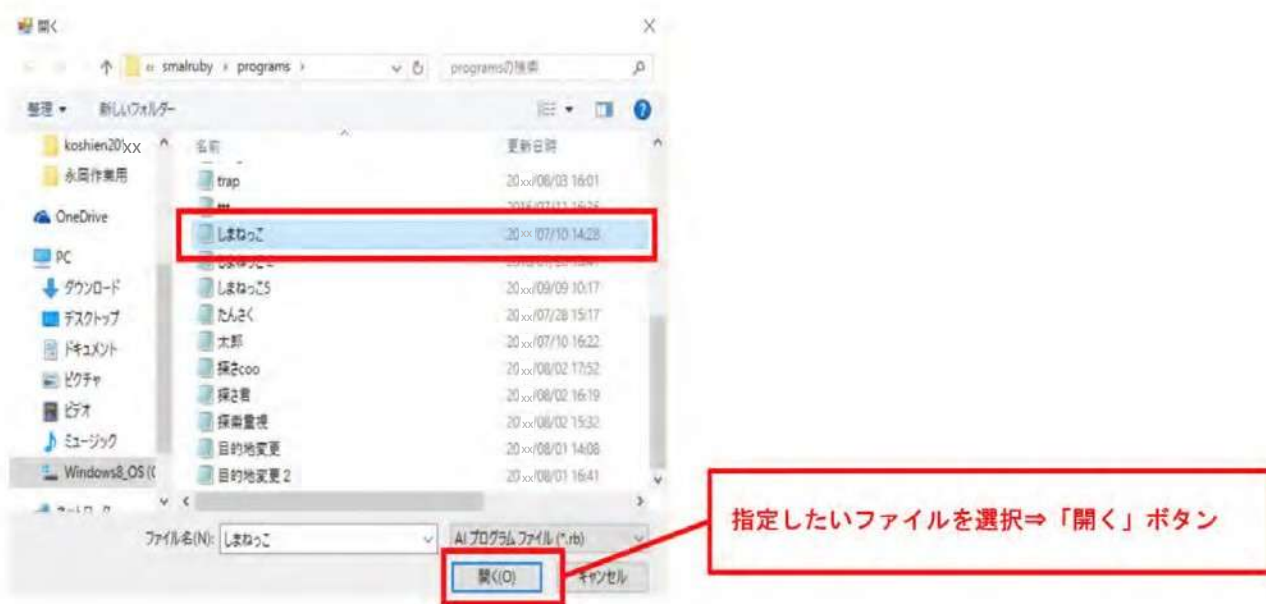 開く
« smalruby › programs ›
programsの検索
整理 新しいフォルダー
koshien20xx
永岡作業用
OneDrive
PC
ダウンロード
デスクトップ
ドキュメント
ピクチャ
ビデオ
ミュージック
Windows8_OS (C
名前 更新日時
trap 20xx/08/03 16:01
しまねっこ 20xx/07/10 14:28
しまねっこ5 20xx/09/09 10:17
たんさく 20xx/07/28 15:17
太郎 20xx/07/10 16:22
探さcoo 20xx/08/02 17:52
探さ君 20xx/08/02 16:19
探索重視 20xx/08/02 15:32
目的地変更 20xx/08/01 14:08
目的地変更2 20xx/08/01 16:41
ファイル名(N): しまねっこ AIプログラムファイル (*.rb)
開く(O) キャンセル
指定したいファイルを選択⇒「開く」ボタン